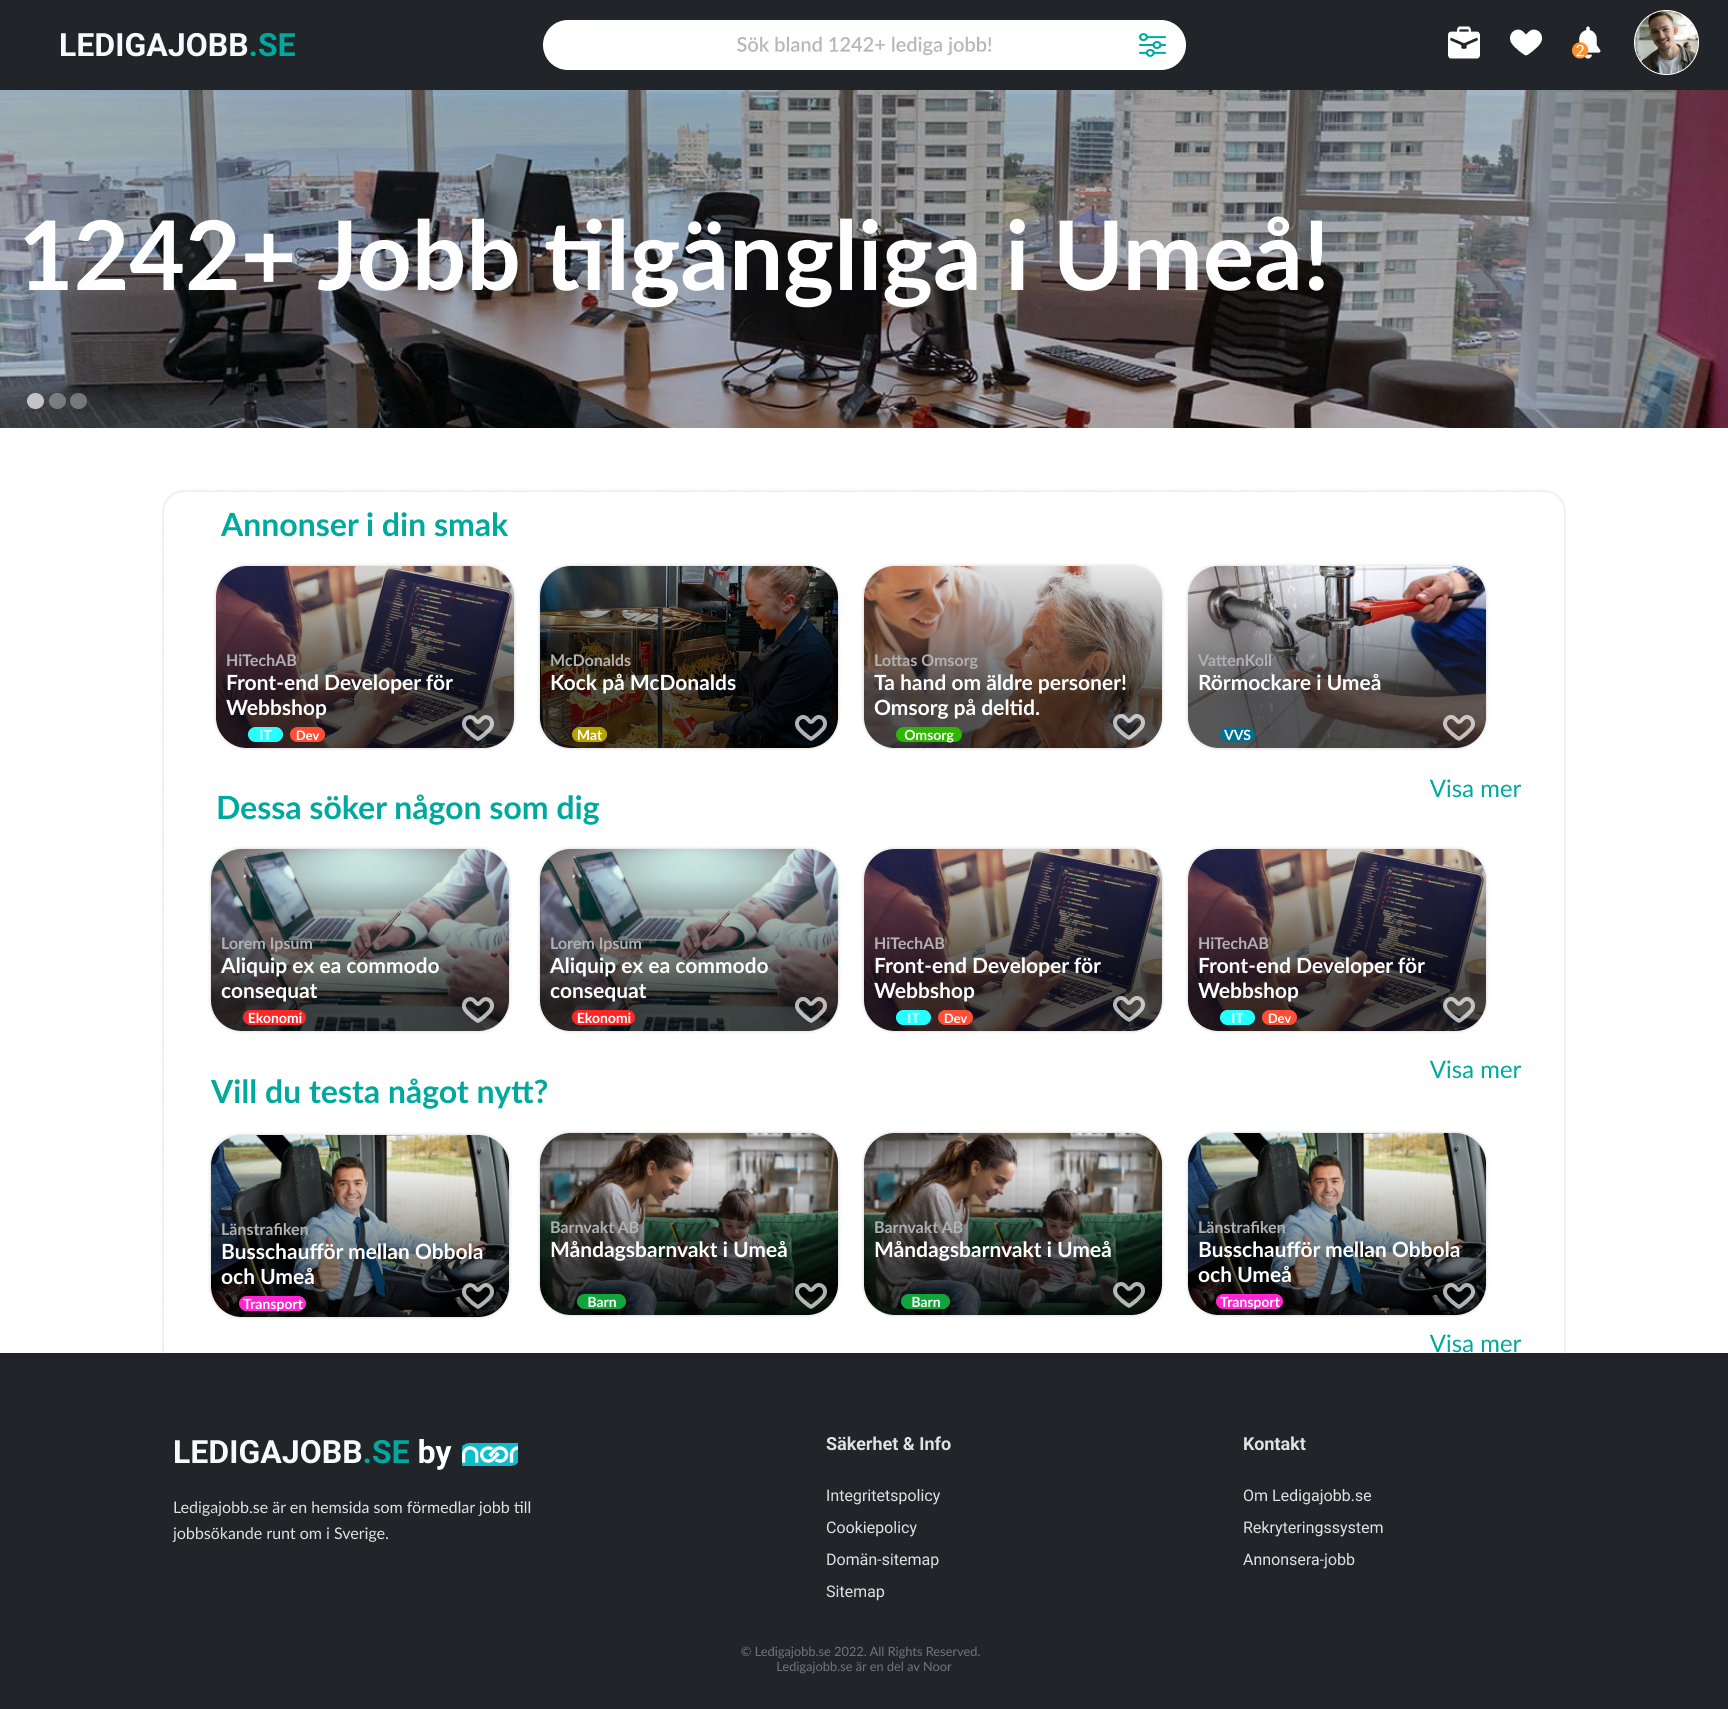 LEDIGAJOBB.SE
Sök bland 1242+ lediga jobb!
2
1242+ Jobb tilgängliga i Umeå!
Annonser i din smak
HiTechAB
Front-end Developer för
Webbshop
IT Dev
McDonalds
Kock på McDonalds
Mat
Lottas Omsorg
Ta hand om äldre personer!
Omsorg på deltid.
Omsorg
VattenKoll
Rörmockare i Umeå
VVS
Visa mer
Dessa söker någon som dig
Lorem Ipsum
Aliquip ex ea commodo
consequat
Ekonomi
Lorem Ipsum
Aliquip ex ea commodo
consequat
Ekonomi
HiTechAB
Front-end Developer för
Webbshop
IT Dev
HiTechAB
Front-end Developer för
Webbshop
IT Dev
Visa mer
Vill du testa något nytt?
Länstrafiken
Busschaufför mellan Obbola
och Umeå
Transport
Barnvakt AB
Måndagsbarnvakt i Umeå
Barn
Barnvakt AB
Måndagsbarnvakt i Umeå
Barn
Länstrafiken
Busschaufför mellan Obbola
och Umeå
Transport
Visa mer
LEDIGAJOBB.SE by noor
Ledigajobb.se är en hemsida som förmedlar jobb till
jobbsökande runt om i Sverige.
Säkerhet & Info
Integritetspolicy
Cookiepolicy
Domän-sitemap
Sitemap
Kontakt
Om Ledigajobb.se
Rekryteringssystem
Annonsera-jobb
© Ledigajobb.se 2022. All Rights Reserved.
Ledigajobb.se är en del av Noor